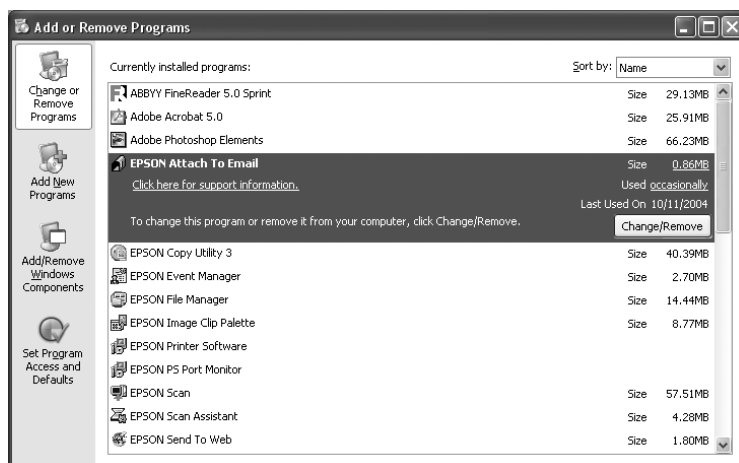 Add or Remove Programs
Change or
Remove
Programs
Add New
Programs
Add/Remove
Windows
Components
Set Program
Access and
Defaults
Currently installed programs:
Sort by: Name
ABBYY FineReader 5.0 Sprint Size 29.13MB
Adobe Acrobat 5.0 Size 25.91MB
Adobe Photoshop Elements Size 66.23MB
EPSON Attach To Email Size 0.86MB
Click here for support information. Used occasionally
Last Used On 10/11/2004
To change this program or remove it from your computer, click Change/Remove. Change/Remove
EPSON Copy Utility 3 Size 40.39MB
EPSON Event Manager Size 2.70MB
EPSON File Manager Size 14.44MB
EPSON Image Clip Palette Size 8.77MB
EPSON Printer Software
EPSON PS Port Monitor
EPSON Scan Size 57.51MB
EPSON Scan Assistant Size 4.28MB
EPSON Send To Web Size 1.80MB